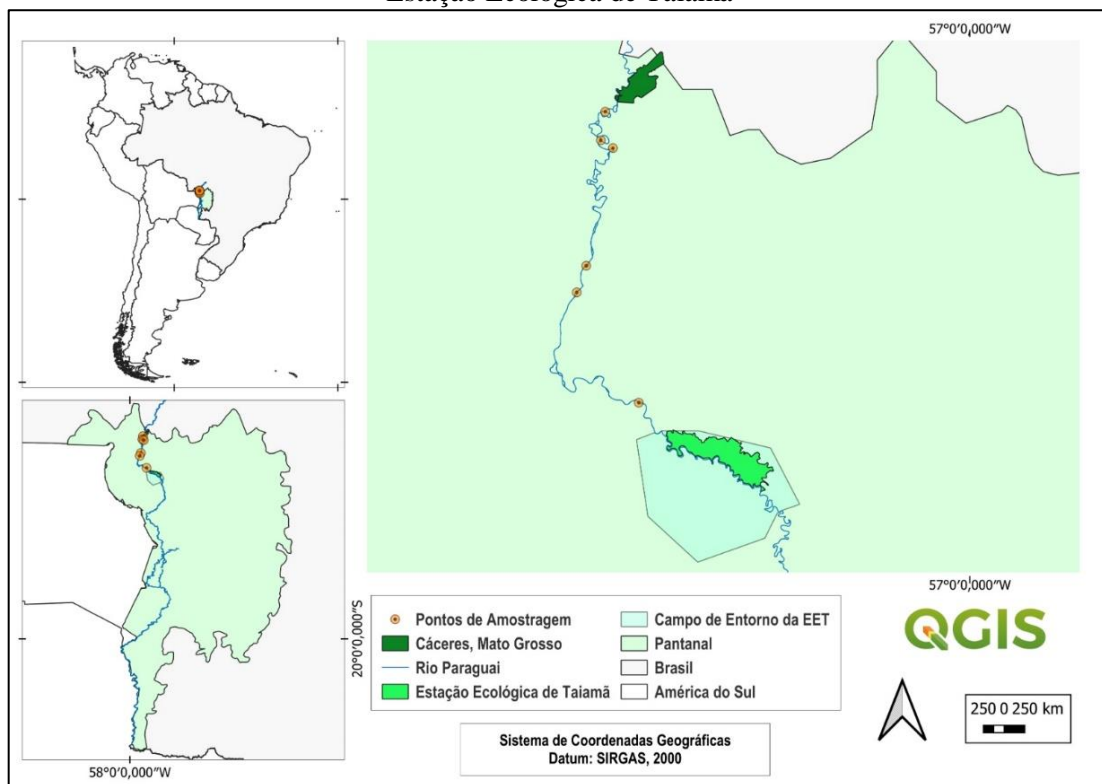 Estação Ecológica de Taiamã
57°0'0,000"W
57°0'0,000"W
20°0'0,000"S
58°0'0,000"W
Pontos de Amostragem
Cáceres, Mato Grosso
Rio Paraguai
Estação Ecológica de Taiamã
Campo de Entorno da EET
Pantanal
Brasil
América do Sul
Sistema de Coordenadas Geográficas
Datum: SIRGAS, 2000
QGIS
250 0 250 km